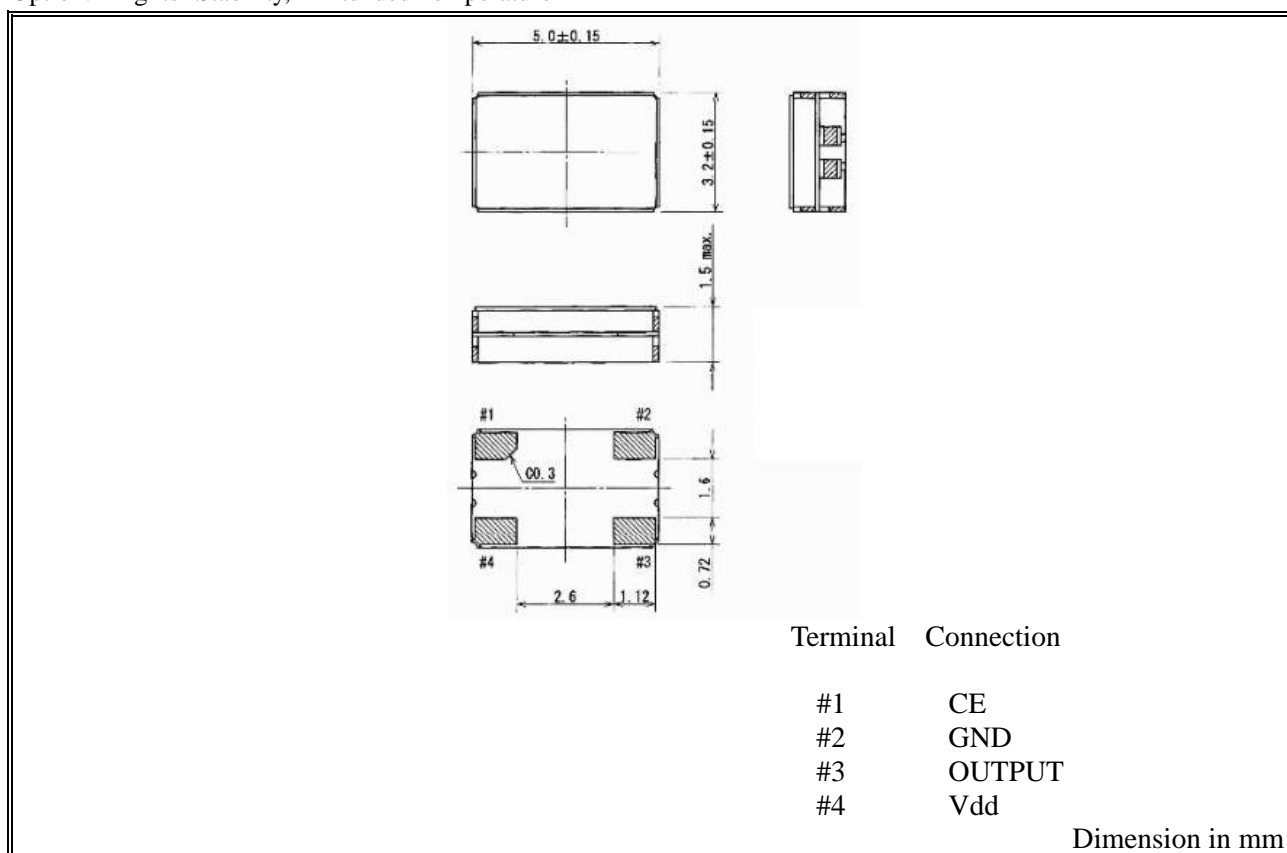 5.0±0.15
3.2±0.15
1.5 max.
#1 #2
C0.3
1.6
#4 #3
0.72
2.6 1.12
Terminal Connection
#1 CE
#2 GND
#3 OUTPUT
#4 Vdd
Dimension in mm